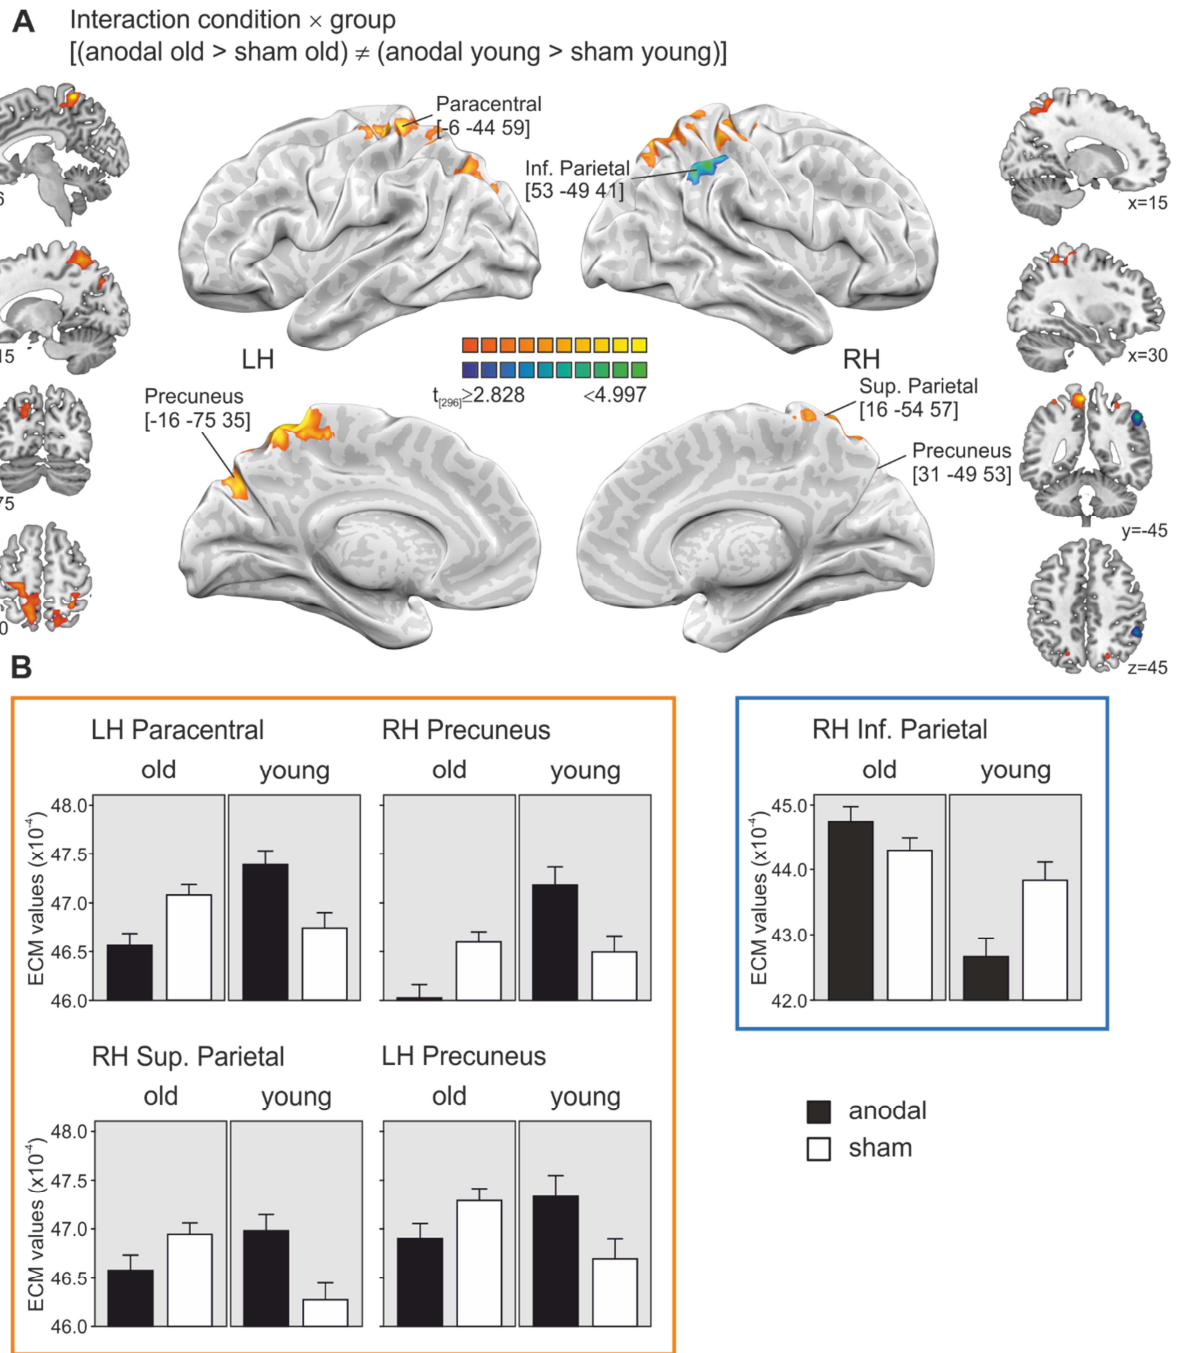 A
Interaction condition × group
[(anodal old > sham old) ≠ (anodal young > sham young)]
Paracentral
[-6 -44 59]
Inf. Parietal
[53 -49 41]
6
x=15
15
x=30
LH
RH
t[296]≥2.828
<4.997
Precuneus
[-16 -75 35]
Sup. Parietal
[16 -54 57]
Precuneus
[31 -49 53]
75
y=-45
0
z=45
B
LH Paracentral
old
young
ECM values (x10-4)
48.0
47.5
47.0
46.5
46.0
RH Precuneus
old
young
RH Inf. Parietal
old
young
ECM values (x10-4)
45.0
44.0
43.0
42.0
RH Sup. Parietal
old
young
ECM values (x10-4)
48.0
47.5
47.0
46.5
46.0
LH Precuneus
old
young
anodal
sham